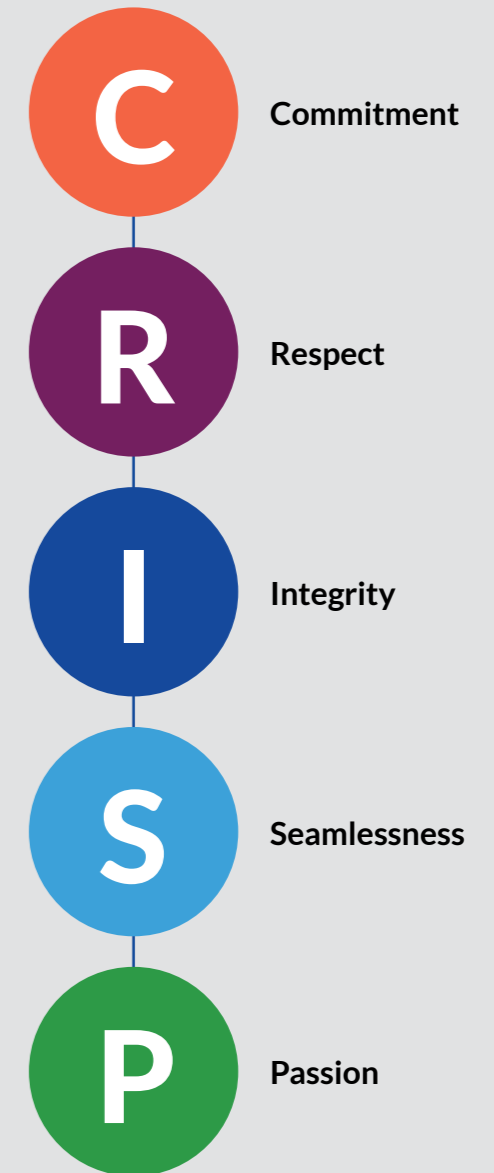 C
Commitment
R
Respect
I
Integrity
S
Seamlessness
P
Passion